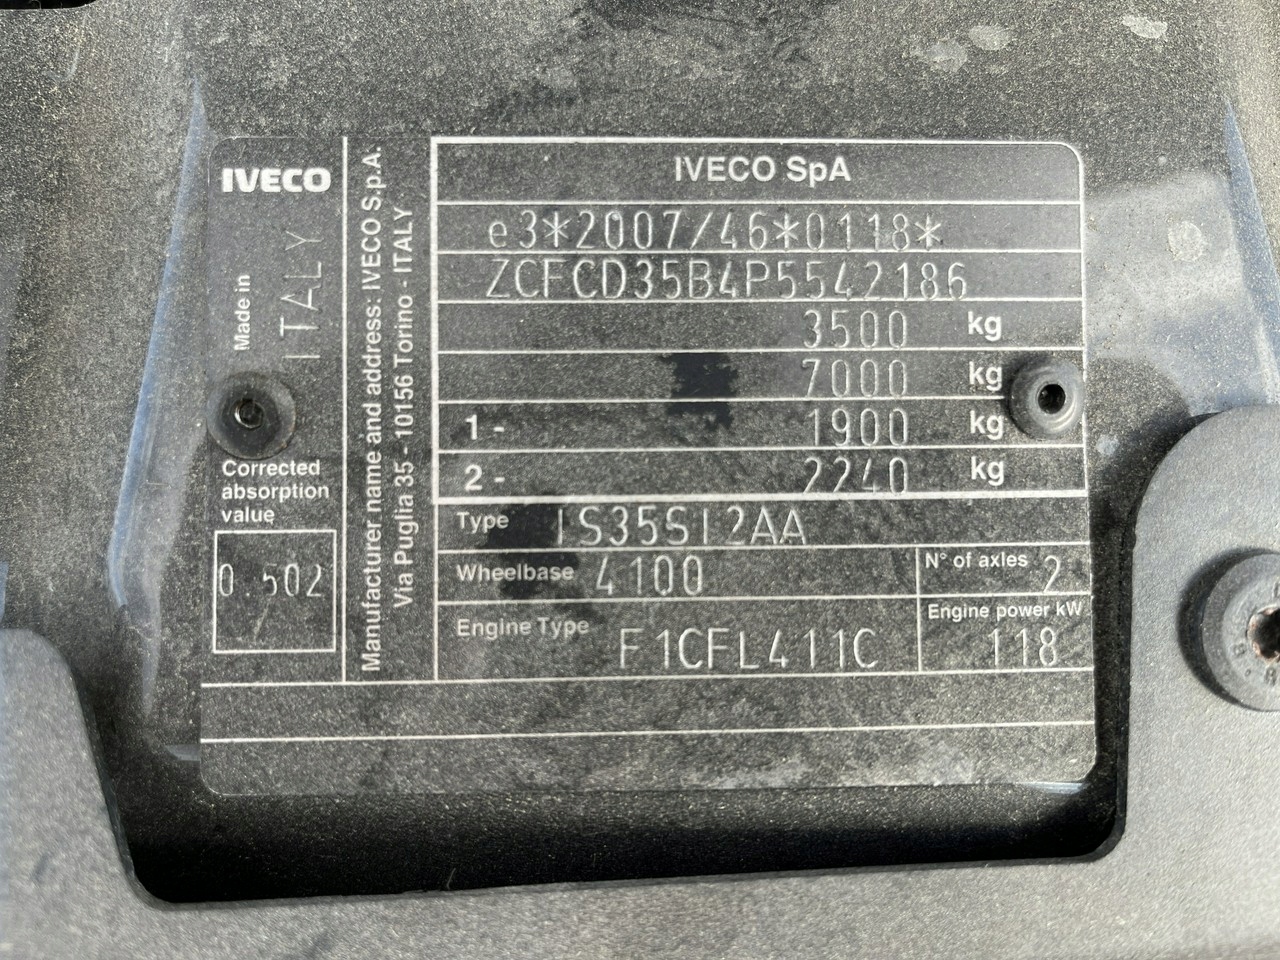 IVECO
Made in
ITALY
Corrected
absorption
value
0.502
Manufacturer name and address: IVECO S.p.A.
Via Puglia 35 - 10156 Torino - ITALY
IVECO SpA
e3*2007/46*0118*
ZCFCD35B4P5542186
3500 kg
7000 kg
1 - 1900 kg
2 - 2240 kg
Type IS35SI2AA
Wheelbase 4100
N° of axles 2
Engine Type F1CFL411C
Engine power kW
118